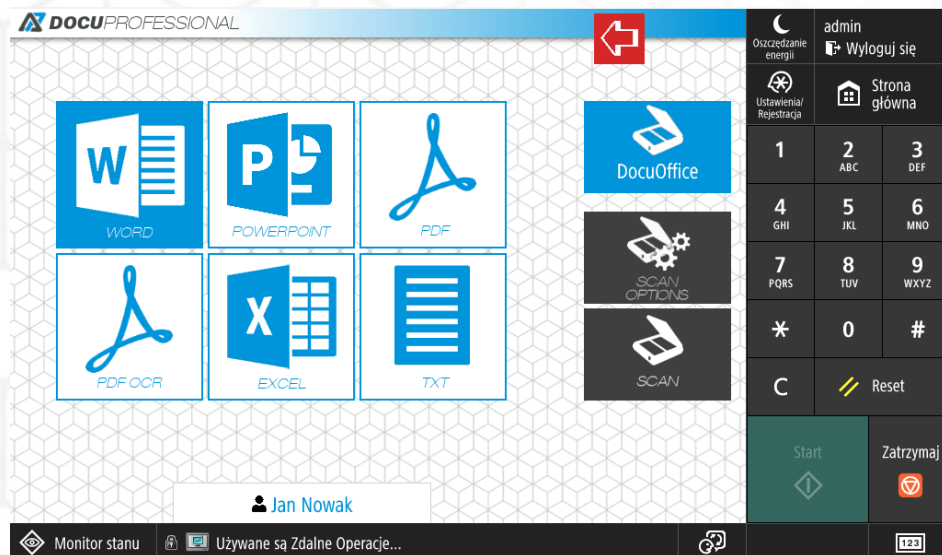 DOCUPROFESSIONAL
W
WORD
P
POWERPOINT
PDF
PDF OCR
X
EXCEL
TXT
DocuOffice
SCAN
OPTIONS
SCAN
Jan Nowak
Oszczędzanie
energii
admin
Wyloguj się
Ustawienia/
Rejestracja
Strona
główna
1
2
ABC
3
DEF
4
GHI
5
JKL
6
MNO
7
PQRS
8
TUV
9
WXYZ
*
0
#
C
Reset
Start
Zatrzymaj
Monitor stanu
Używane są Zdalne Operacje...
123